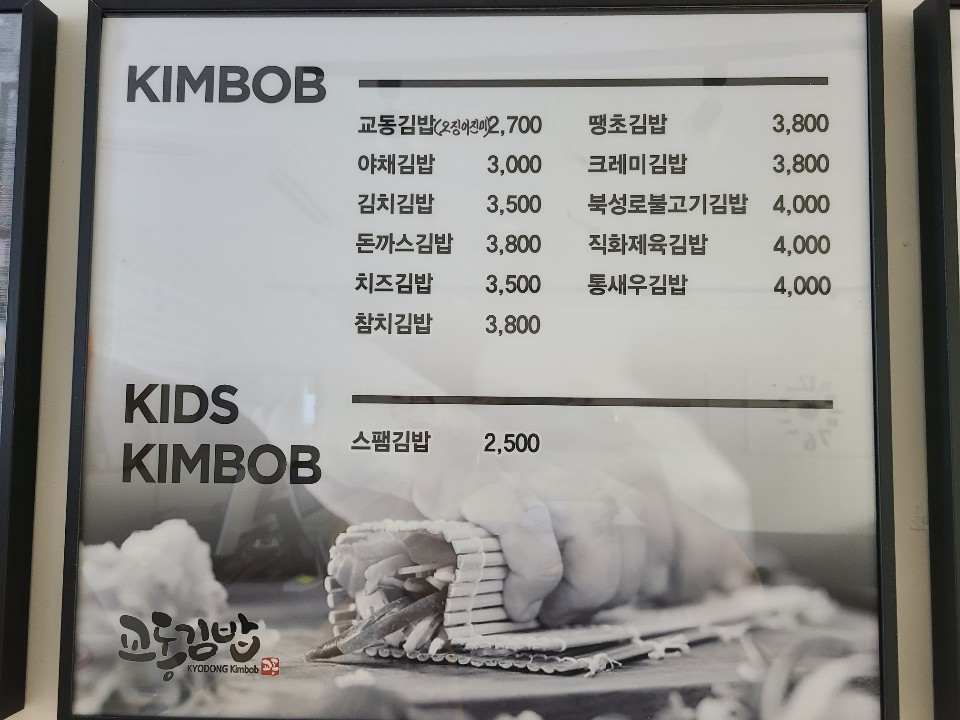 KIMBOB
교동김밥(오징어진미) 2,700
야채김밥 3,000
김치김밥 3,500
돈까스김밥 3,800
치즈김밥 3,500
참치김밥 3,800
땡초김밥 3,800
크레미김밥 3,800
북성로불고기김밥 4,000
직화제육김밥 4,000
통새우김밥 4,000
KIDS
KIMBOB
스팸김밥 2,500
교동김밥
KYODONG Kimbob